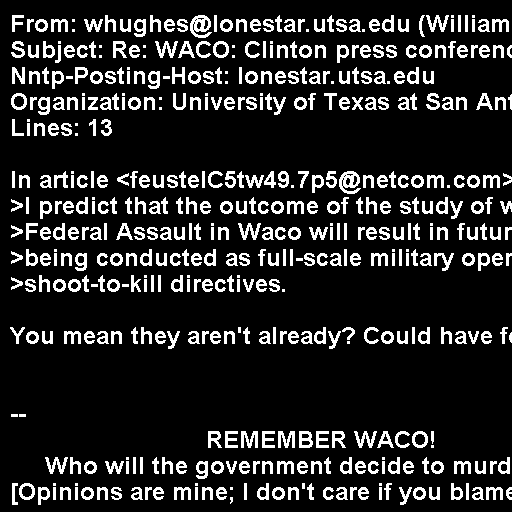 From: whughes@lonestar.utsa.edu (William
Subject: Re: WACO: Clinton press conferenc
Nntp-Posting-Host: lonestar.utsa.edu
Organization: University of Texas at San Ant
Lines: 13

In article <feustelC5tw49.7p5@netcom.com>
>I predict that the outcome of the study of w
>Federal Assault in Waco will result in futur
>being conducted as full-scale military oper
>shoot-to-kill directives.

You mean they aren't already? Could have fo

--
REMEMBER WACO!
Who will the government decide to murd
[Opinions are mine; I don't care if you blame